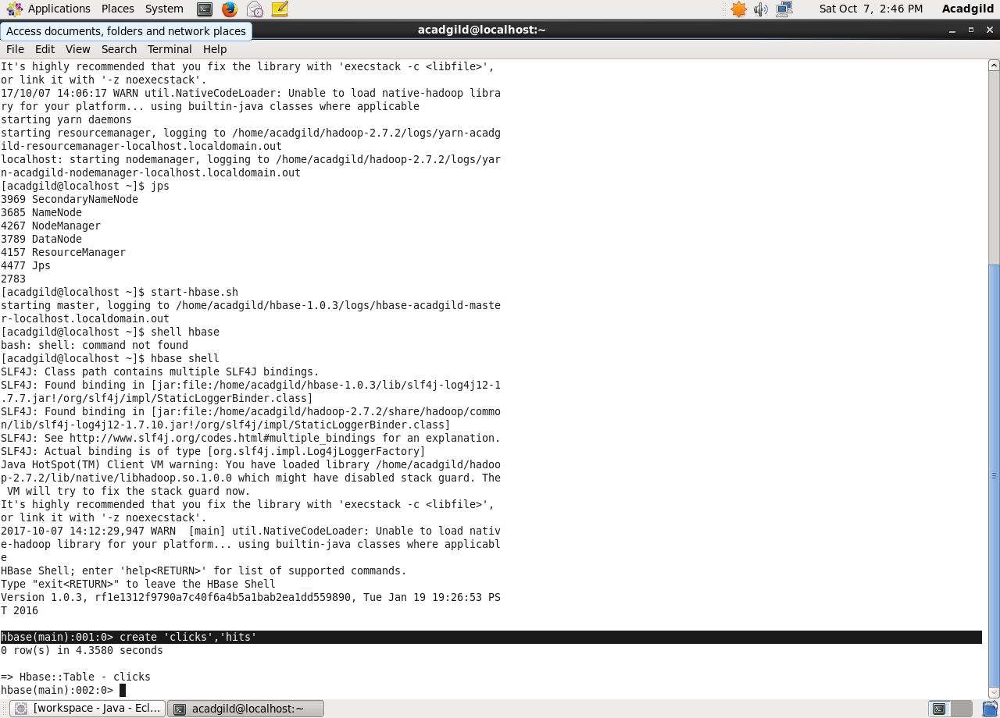 Applications Places System Sat Oct 7, 2:46 PM Acadgild
Access documents, folders and network places
acadgild@localhost:~
File Edit View Search Terminal Help
It's highly recommended that you fix the library with 'execstack -c <libfile>',
or link it with '-z noexecstack'.
17/10/07 14:06:17 WARN util.NativeCodeLoader: Unable to load native-hadoop libra
ry for your platform... using builtin-java classes where applicable
starting yarn daemons
starting resourcemanager, logging to /home/acadgild/hadoop-2.7.2/logs/yarn-acadg
ild-resourcemanager-localhost.localdomain.out
localhost: starting nodemanager, logging to /home/acadgild/hadoop-2.7.2/logs/yar
n-acadgild-nodemanager-localhost.localdomain.out
[acadgild@localhost ~]$ jps
3969 SecondaryNameNode
3685 NameNode
4267 NodeManager
3789 DataNode
4157 ResourceManager
4477 Jps
2783
[acadgild@localhost ~]$ start-hbase.sh
starting master, logging to /home/acadgild/hbase-1.0.3/logs/hbase-acadgild-maste
r-localhost.localdomain.out
[acadgild@localhost ~]$ shell hbase
bash: shell: command not found
[acadgild@localhost ~]$ hbase shell
SLF4J: Class path contains multiple SLF4J bindings.
SLF4J: Found binding in [jar:file:/home/acadgild/hbase-1.0.3/lib/slf4j-log4j12-1
.7.7.jar!/org/slf4j/impl/StaticLoggerBinder.class]
SLF4J: Found binding in [jar:file:/home/acadgild/hadoop-2.7.2/share/hadoop/commo
n/lib/slf4j-log4j12-1.7.10.jar!/org/slf4j/impl/StaticLoggerBinder.class]
SLF4J: See http://www.slf4j.org/codes.html#multiple_bindings for an explanation.
SLF4J: Actual binding is of type [org.slf4j.impl.Log4jLoggerFactory]
Java HotSpot(TM) Client VM warning: You have loaded library /home/acadgild/hadoo
p-2.7.2/lib/native/libhadoop.so.1.0.0 which might have disabled stack guard. The
 VM will try to fix the stack guard now.
It's highly recommended that you fix the library with 'execstack -c <libfile>',
or link it with '-z noexecstack'.
2017-10-07 14:12:29,947 WARN  [main] util.NativeCodeLoader: Unable to load nativ
e-hadoop library for your platform... using builtin-java classes where applicabl
e
HBase Shell; enter 'help<RETURN>' for list of supported commands.
Type "exit<RETURN>" to leave the HBase Shell
Version 1.0.3, rf1e1312f9790a7c40f6a4b5a1bab2ea1dd559890, Tue Jan 19 19:26:53 PS
T 2016
hbase(main):001:0> create 'clicks','hits'
0 row(s) in 4.3580 seconds
=> Hbase::Table - clicks
hbase(main):002:0>
[workspace - Java - Ecl... acadgild@localhost:~